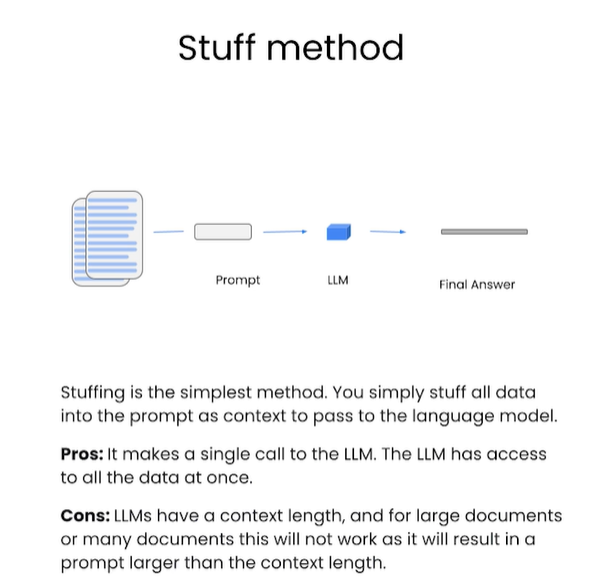 Stuff method
Prompt
LLM
Final Answer
Stuffing is the simplest method. You simply stuff all data
into the prompt as context to pass to the language model.
Pros: It makes a single call to the LLM. The LLM has access
to all the data at once.
Cons: LLMs have a context length, and for large documents
or many documents this will not work as it will result in a
prompt larger than the context length.